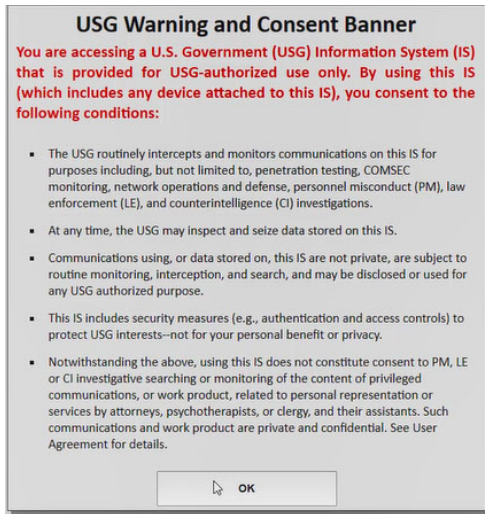 USG Warning and Consent Banner
You are accessing a U.S. Government (USG) Information System (IS)
that is provided for USG-authorized use only. By using this IS
(which includes any device attached to this IS), you consent to the
following conditions:
▪ The USG routinely intercepts and monitors communications on this IS for
purposes including, but not limited to, penetration testing, COMSEC
monitoring, network operations and defense, personnel misconduct (PM), law
enforcement (LE), and counterintelligence (CI) investigations.
▪ At any time, the USG may inspect and seize data stored on this IS.
▪ Communications using, or data stored on, this IS are not private, are subject to
routine monitoring, interception, and search, and may be disclosed or used for
any USG authorized purpose.
▪ This IS includes security measures (e.g., authentication and access controls) to
protect USG interests--not for your personal benefit or privacy.
▪ Notwithstanding the above, using this IS does not constitute consent to PM, LE
or CI investigative searching or monitoring of the content of privileged
communications, or work product, related to personal representation or
services by attorneys, psychotherapists, or clergy, and their assistants. Such
communications and work product are private and confidential. See User
Agreement for details.
OK